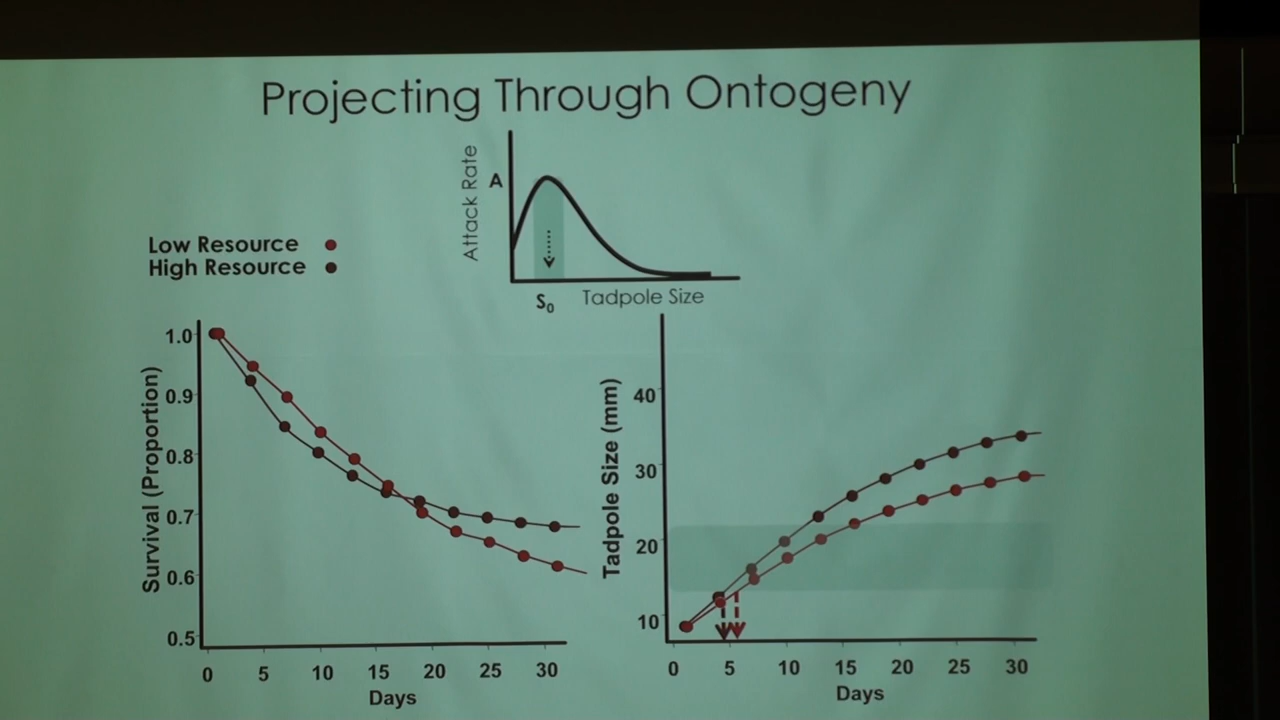 Projecting Through Ontogeny
Attack Rate
A
S₀
Tadpole Size
Low Resource
High Resource
Survival (Proportion)
1.0
0.9
0.8
0.7
0.6
0.5
0 5 10 15 20 25 30
Days
Tadpole Size (mm)
40
30
20
10
0 5 10 15 20 25 30
Days